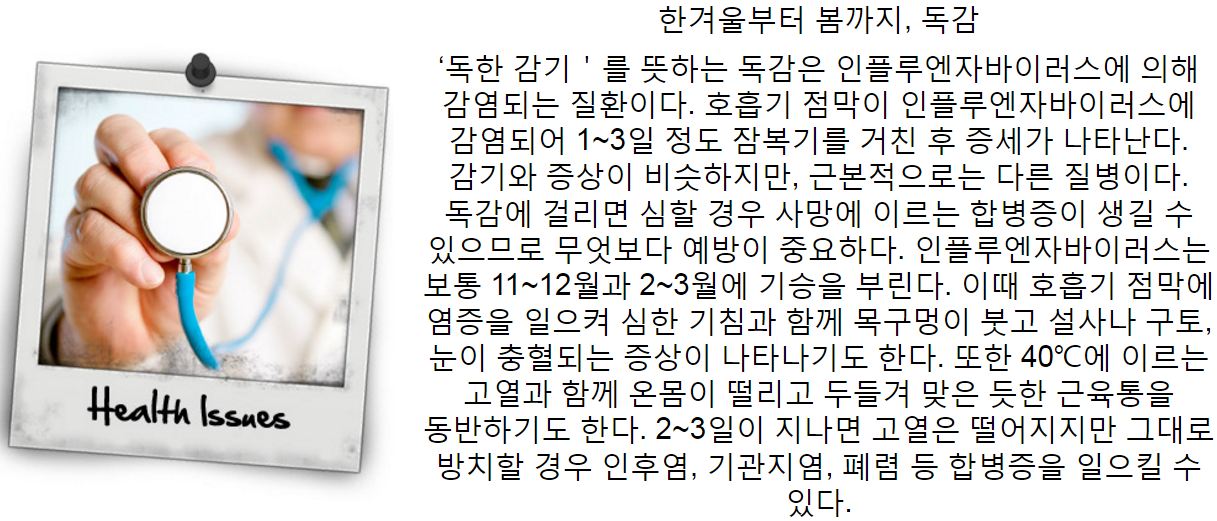 한겨울부터 봄까지, 독감
‘독한 감기＇를 뜻하는 독감은 인플루엔자바이러스에 의해
감염되는 질환이다. 호흡기 점막이 인플루엔자바이러스에
감염되어 1~3일 정도 잠복기를 거친 후 증세가 나타난다.
감기와 증상이 비슷하지만, 근본적으로는 다른 질병이다.
독감에 걸리면 심할 경우 사망에 이르는 합병증이 생길 수
있으므로 무엇보다 예방이 중요하다. 인플루엔자바이러스는
보통 11~12월과 2~3월에 기승을 부린다. 이때 호흡기 점막에
염증을 일으켜 심한 기침과 함께 목구멍이 붓고 설사나 구토,
눈이 충혈되는 증상이 나타나기도 한다. 또한 40℃에 이르는
고열과 함께 온몸이 떨리고 두들겨 맞은 듯한 근육통을
동반하기도 한다. 2~3일이 지나면 고열은 떨어지지만 그대로
방치할 경우 인후염, 기관지염, 폐렴 등 합병증을 일으킬 수
있다.
Health Issues